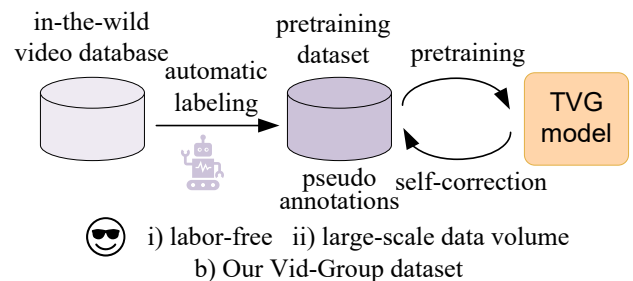 in-the-wild
video database
automatic
labeling
pretraining
dataset
pseudo
annotations
pretraining
self-correction
TVG
model
i) labor-free ii) large-scale data volume
b) Our Vid-Group dataset